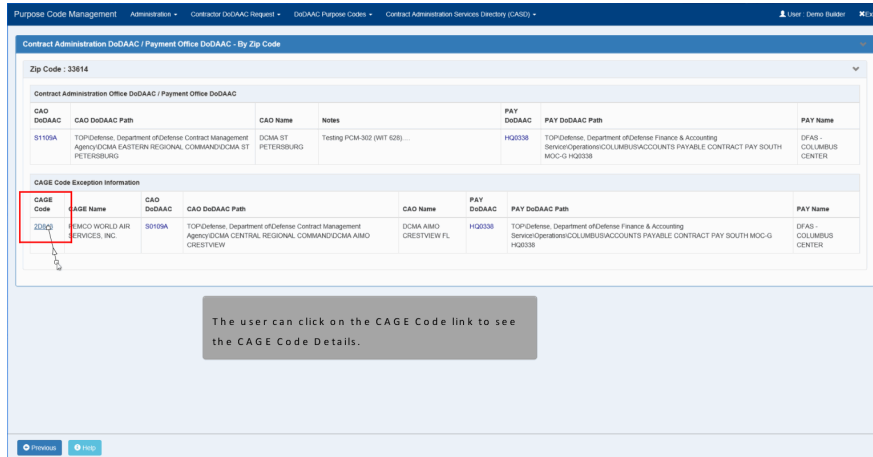 Purpose Code Management Administration Contractor DoDAAC Request DoDAAC Purpose Codes Contract Administration Services Directory (CASD) User : Demo Builder Ex
Contract Administration DoDAAC / Payment Office DoDAAC - By Zip Code
Zip Code : 33614
Contract Administration Office DoDAAC / Payment Office DoDAAC
CAO PAY
DoDAAC CAO DoDAAC Path CAO Name Notes DoDAAC PAY DoDAAC Path PAY Name
S1109A TOP\Defense, Department of\Defense Contract Management DCMA ST Testing PCM-302 (WIT 628).... HQ0338 TOP\Defense, Department of\Defense Finance & Accounting DFAS -
Agency\DCMA EASTERN REGIONAL COMMAND\DCMA ST PETERSBURG Service\Operations\COLUMBUS\ACCOUNTS PAYABLE CONTRACT PAY SOUTH COLUMBUS
PETERSBURG MOC-G HQ0338 CENTER
CAGE Code Exception Information
CAGE CAO PAY
Code CAGE Name DoDAAC CAO DoDAAC Path CAO Name DoDAAC PAY DoDAAC Path PAY Name
PEMCO WORLD AIR S0109A TOP\Defense, Department of\Defense Contract Management DCMA AIMO HQ0338 TOP\Defense, Department of\Defense Finance & Accounting DFAS -
SERVICES, INC. Agency\DCMA CENTRAL REGIONAL COMMAND\DCMA AIMO CRESTVIEW FL Service\Operations\COLUMBUS\ACCOUNTS PAYABLE CONTRACT PAY SOUTH MOC-G COLUMBUS
CRESTVIEW HQ0338 CENTER
The user can click on the CAGE Code link to see
the CAGE Code Details.
Previous Help